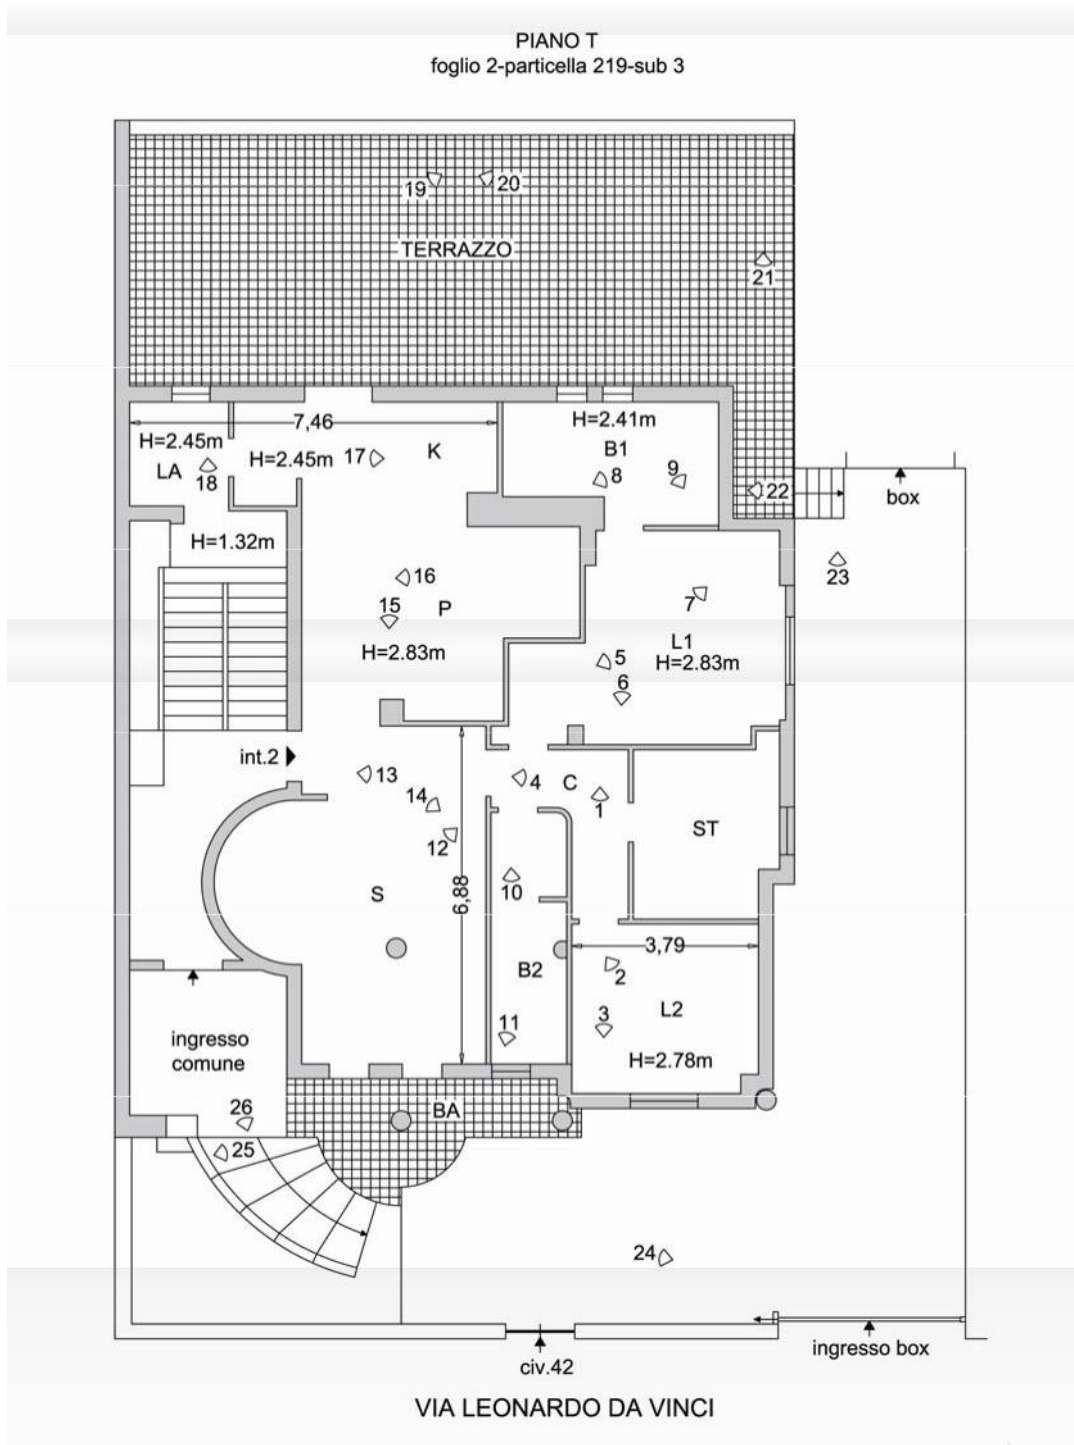 PIANO T
foglio 2-particella 219-sub 3
19
20
TERRAZZO
21
7,46
H=2.41m
H=2.45m
H=2.45m
17
K
B1
LA
18
8
9
22
box
H=1.32m
23
16
15
P
7
H=2.83m
L1
H=2.83m
5
6
int.2
13
4
C
14
1
12
ST
10
S
6,88
3,79
B2
2
L2
3
11
H=2.78m
ingresso
comune
BA
26
25
24
ingresso box
civ.42
VIA LEONARDO DA VINCI